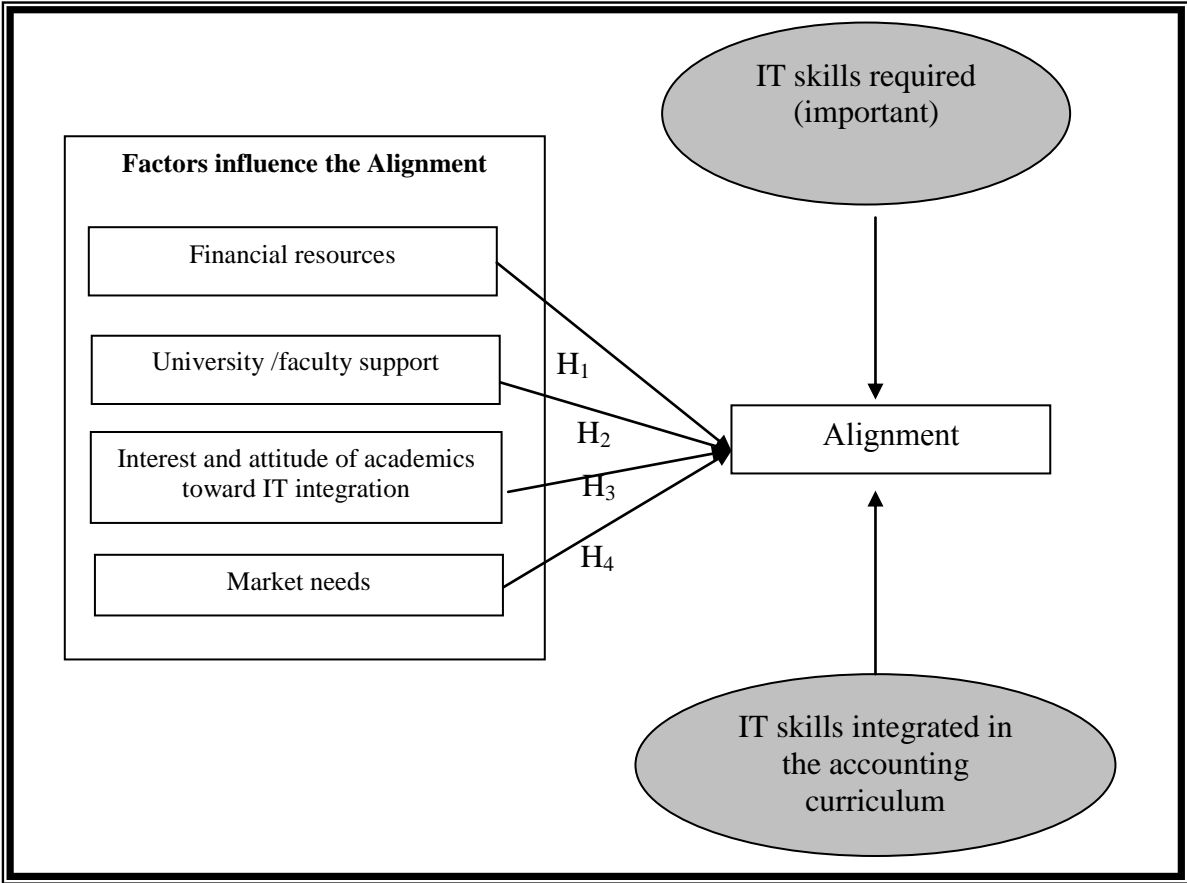 IT skills required
(important)
Factors influence the Alignment
Financial resources
University /faculty support
Interest and attitude of academics
toward IT integration
Market needs
H₁
H₂
H₃
H₄
Alignment
IT skills integrated in
the accounting
curriculum